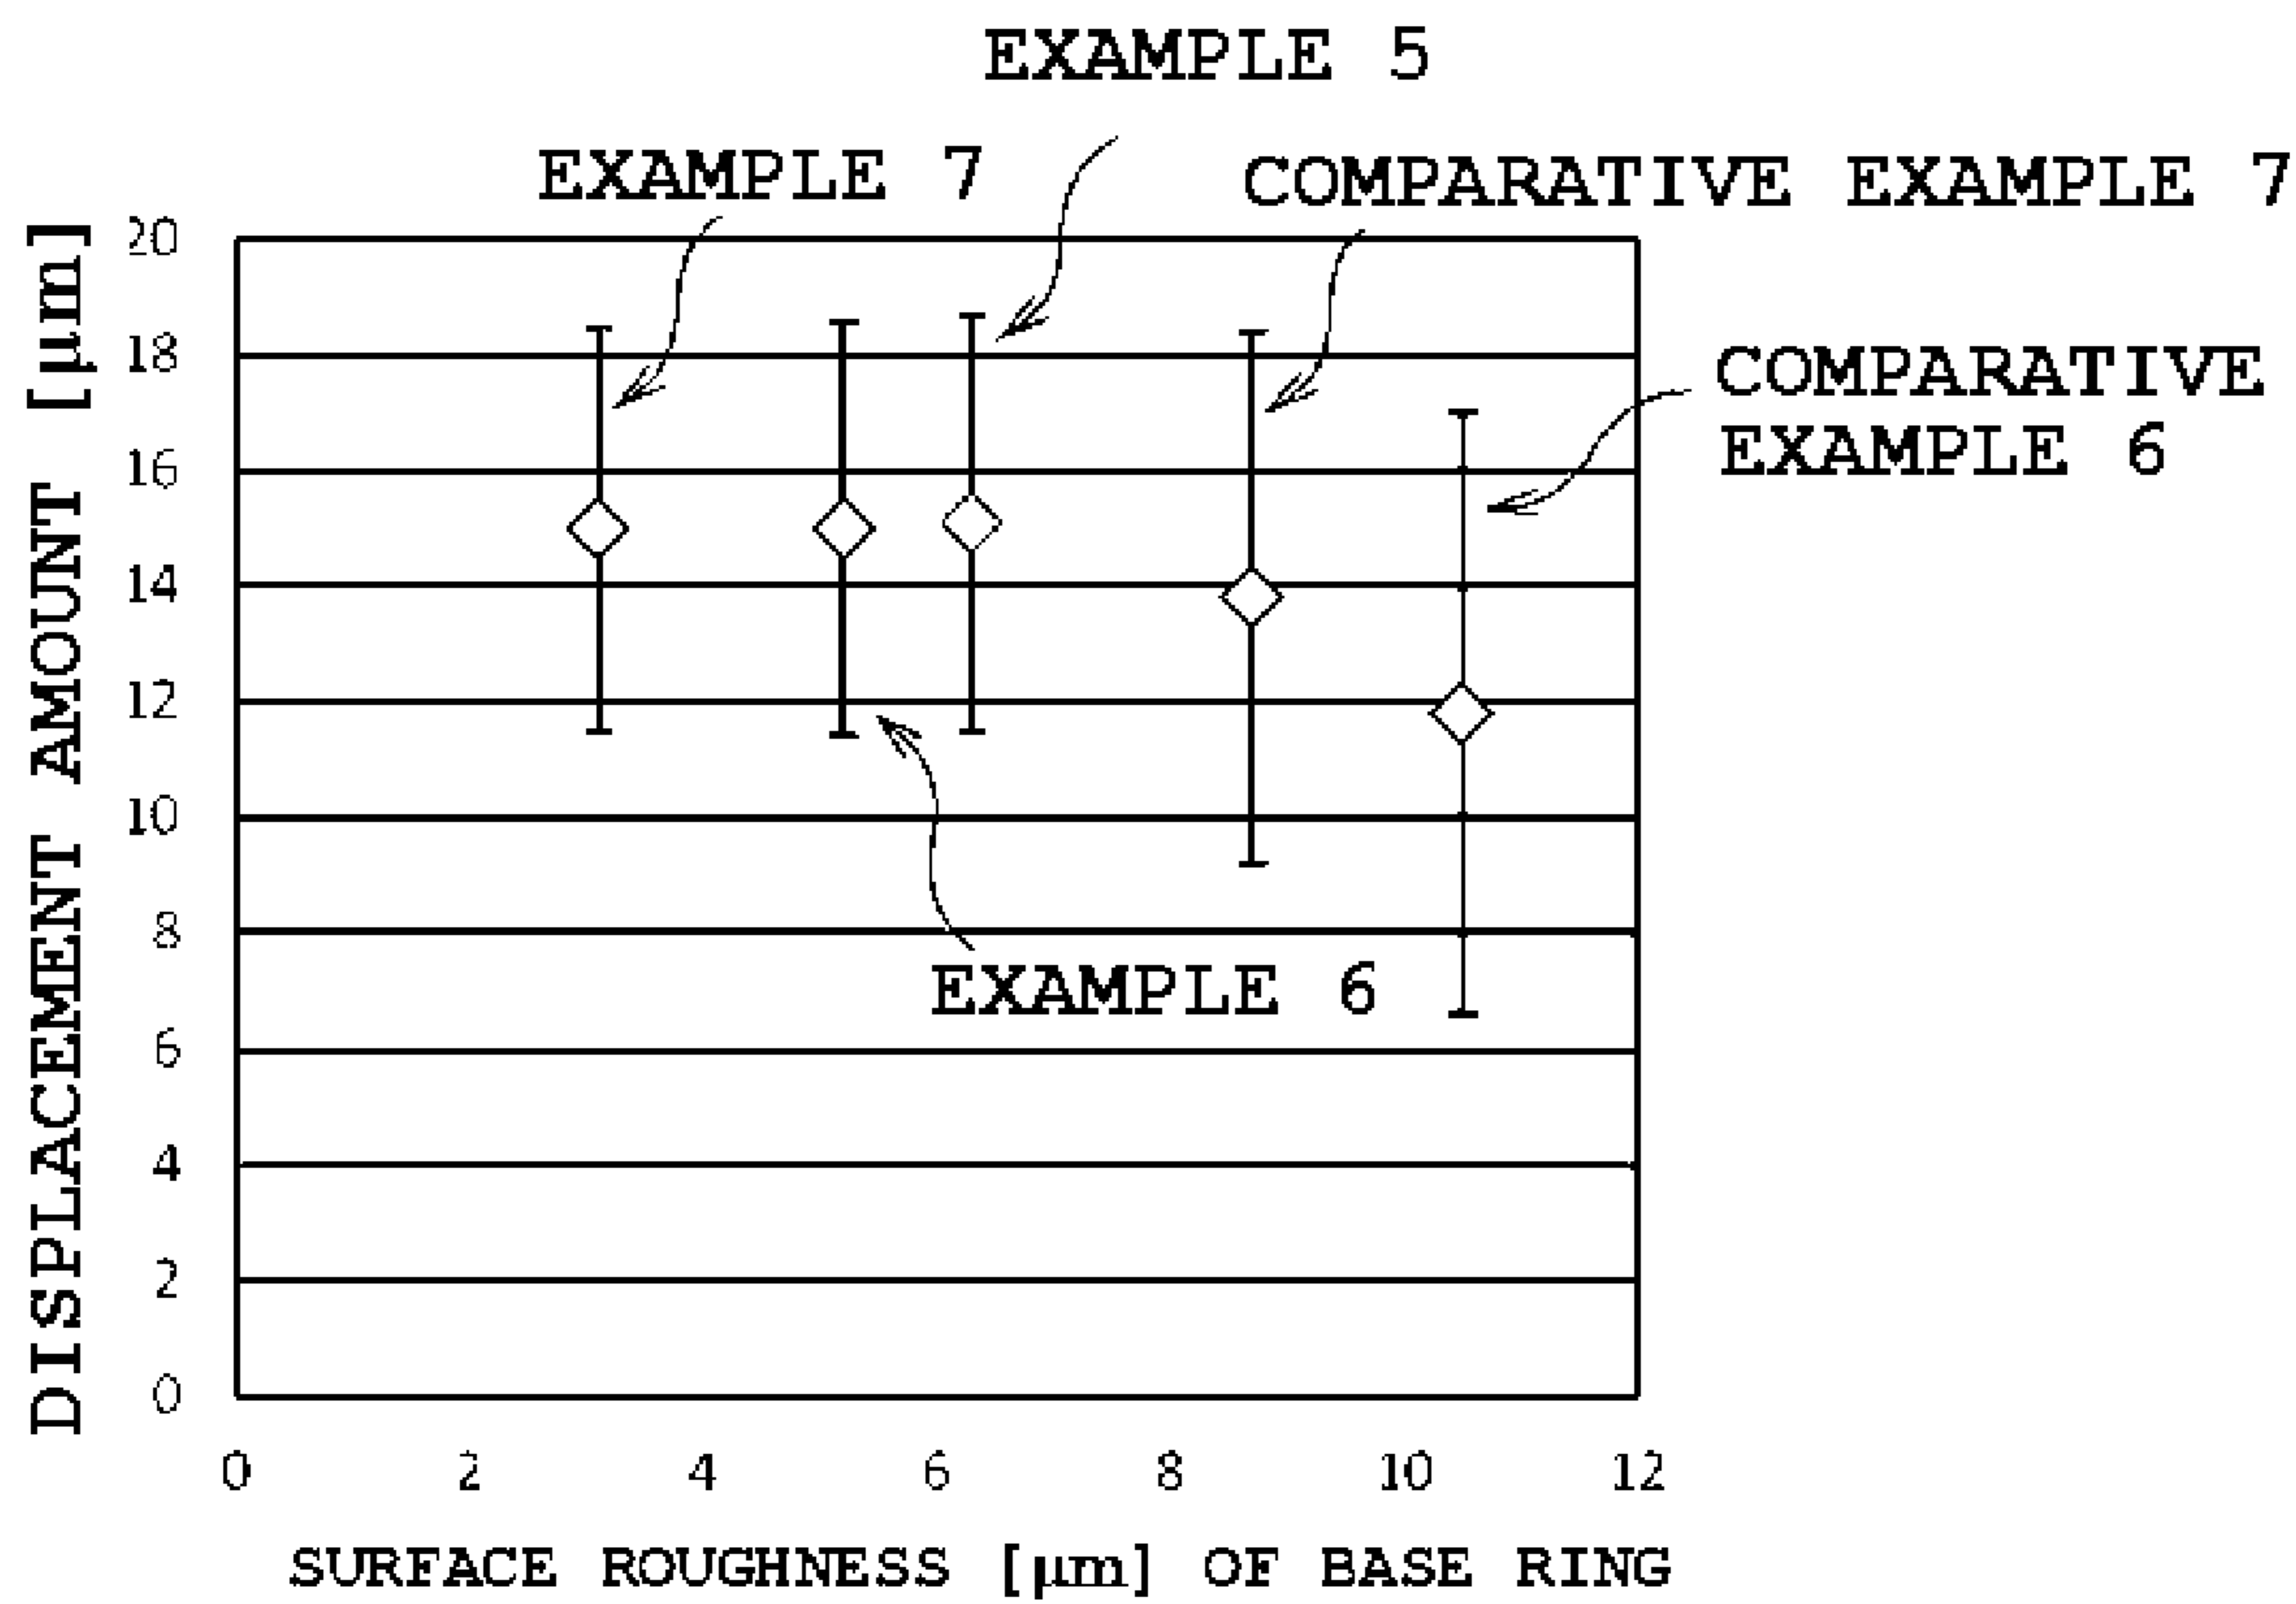 EXAMPLE 5
EXAMPLE 7
COMPARATIVE EXAMPLE 7
COMPARATIVE
EXAMPLE 6
EXAMPLE 6
DISPLACEMENT AMOUNT [μm]
20
18
16
14
12
10
8
6
4
2
0
0 2 4 6 8 10 12
SURFACE ROUGHNESS [μm] OF BASE RING